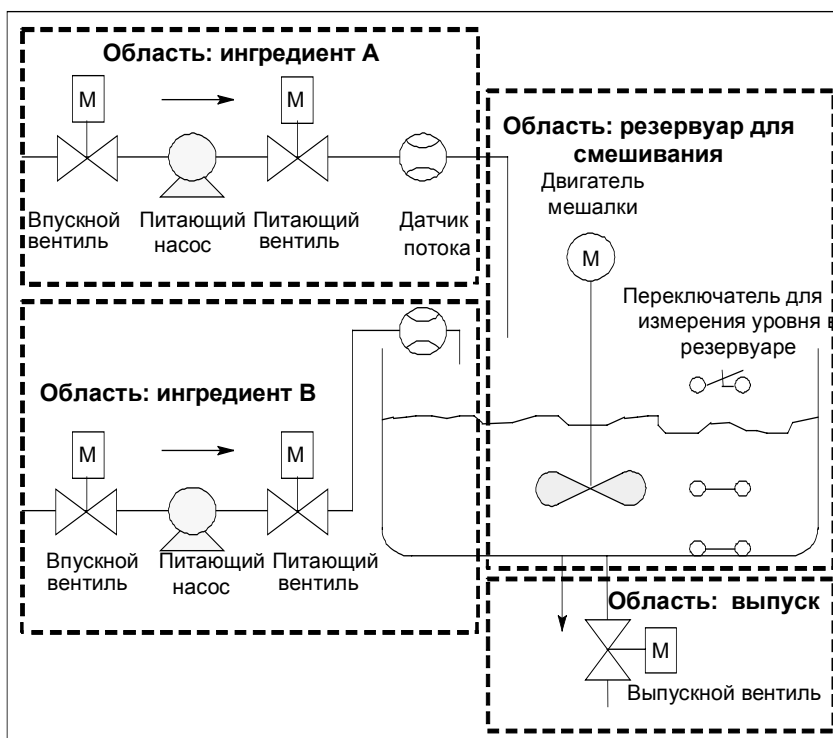 Область: ингредиент А
М
М
Впускной
вентиль
Питающий
насос
Питающий
вентиль
Датчик
потока
Область: резервуар для
смешивания
Двигатель
мешалки
М
Переключатель для
измерения уровня в
резервуаре
Область: ингредиент В
М
М
Впускной
вентиль
Питающий
насос
Питающий
вентиль
Область: выпуск
М
Выпускной вентиль